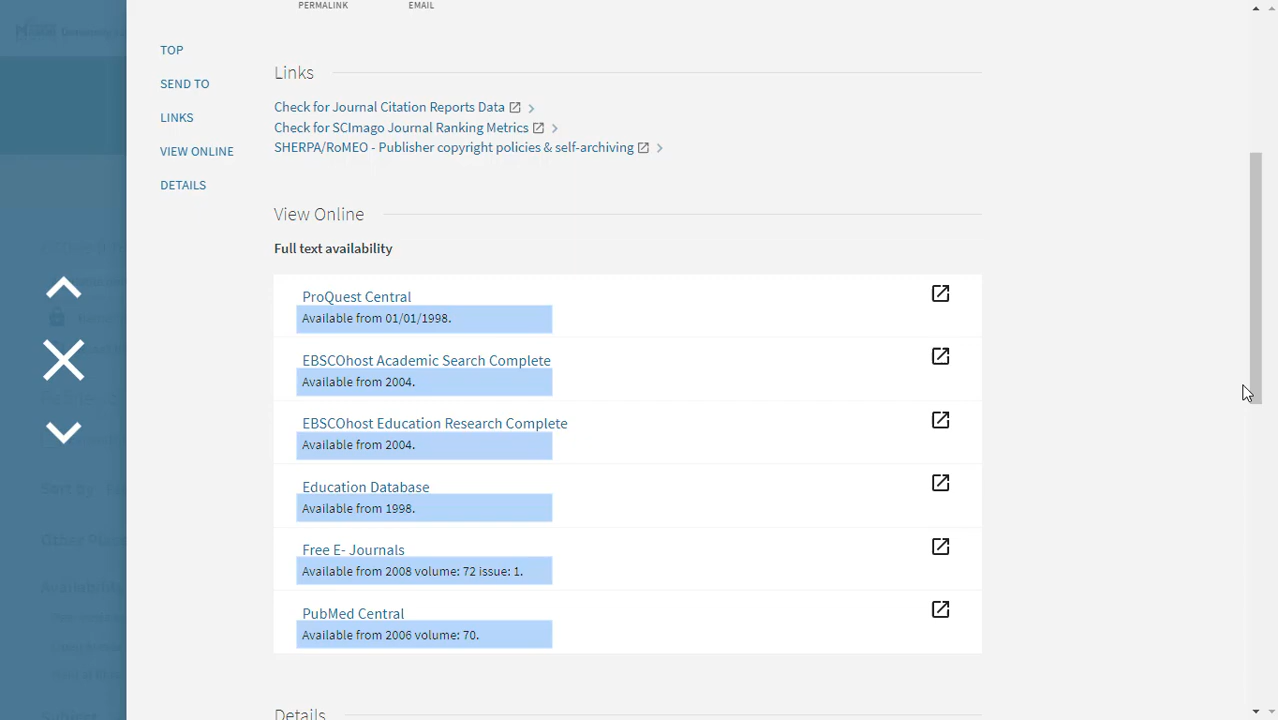 PERMALINK
EMAIL
TOP
SEND TO
LINKS
VIEW ONLINE
DETAILS
Links
Check for Journal Citation Reports Data
Check for SCImago Journal Ranking Metrics
SHERPA/RoMEO - Publisher copyright policies & self-archiving
View Online
Full text availability
ProQuest Central
Available from 01/01/1998.
EBSCOhost Academic Search Complete
Available from 2004.
EBSCOhost Education Research Complete
Available from 2004.
Education Database
Available from 1998.
Free E- Journals
Available from 2008 volume: 72 issue: 1.
PubMed Central
Available from 2006 volume: 70.
Details
Sort by